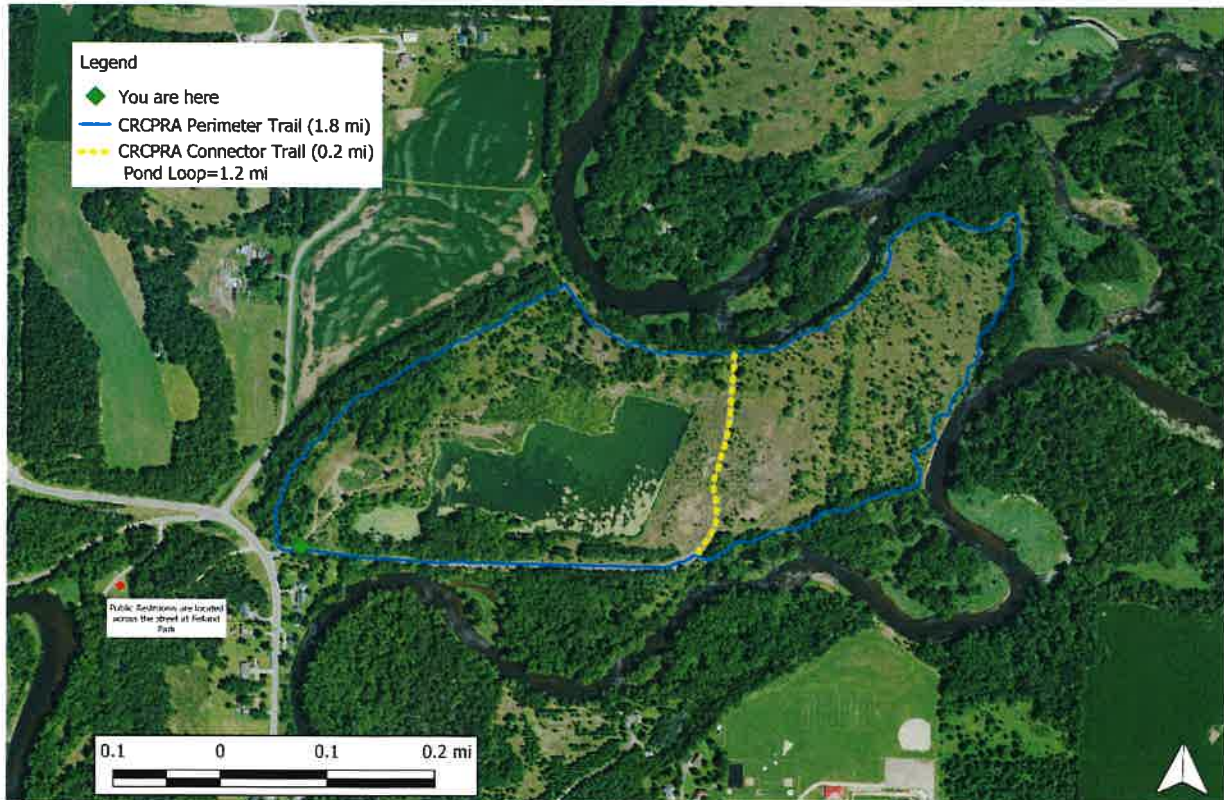 Legend
You are here
CRCPRA Perimeter Trail (1.8 mi)
CRCPRA Connector Trail (0.2 mi)
Pond Loop=1.2 mi
Public Restrooms are located
across the street at Park
0.1 0 0.1 0.2 mi